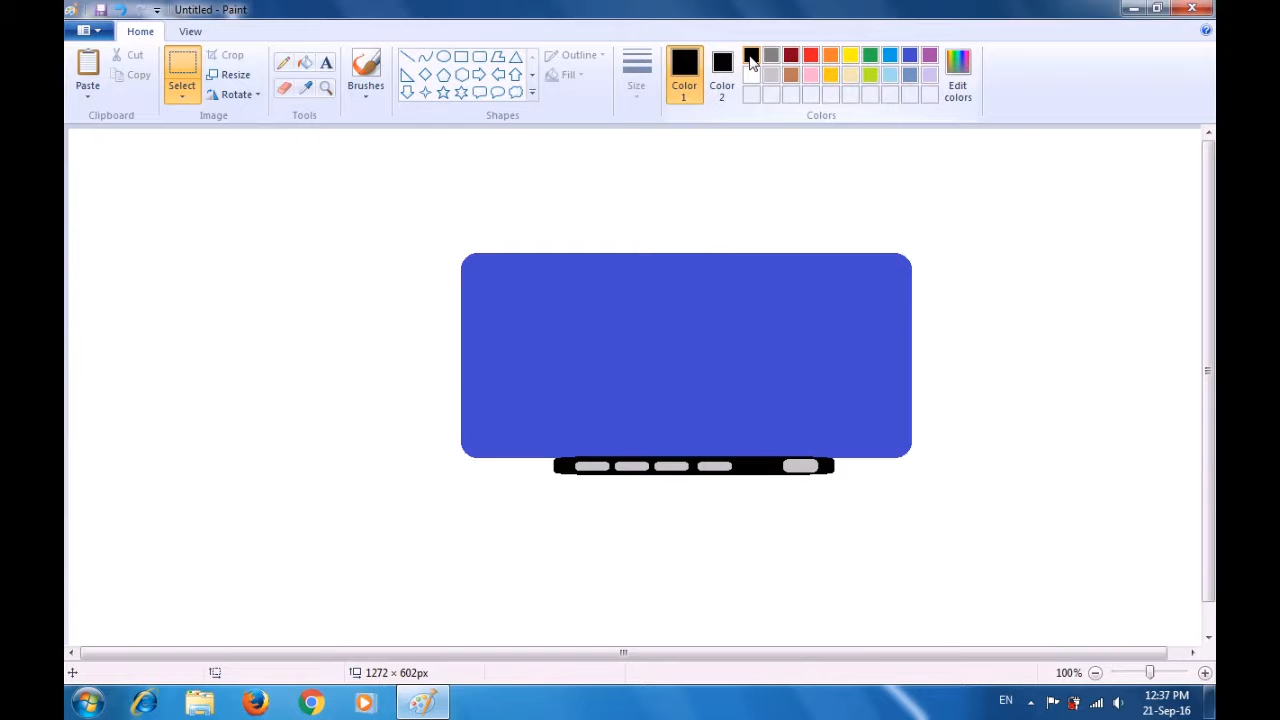 Untitled - Paint
Home View
Paste
Cut
Copy
Clipboard
Select
Crop
Resize
Rotate
Image
A
Tools
Brushes
Outline
Fill
Shapes
Size
Color 1
Color 2
Edit colors
Colors
1272 × 602px
100%
EN
12:37 PM
21-Sep-16